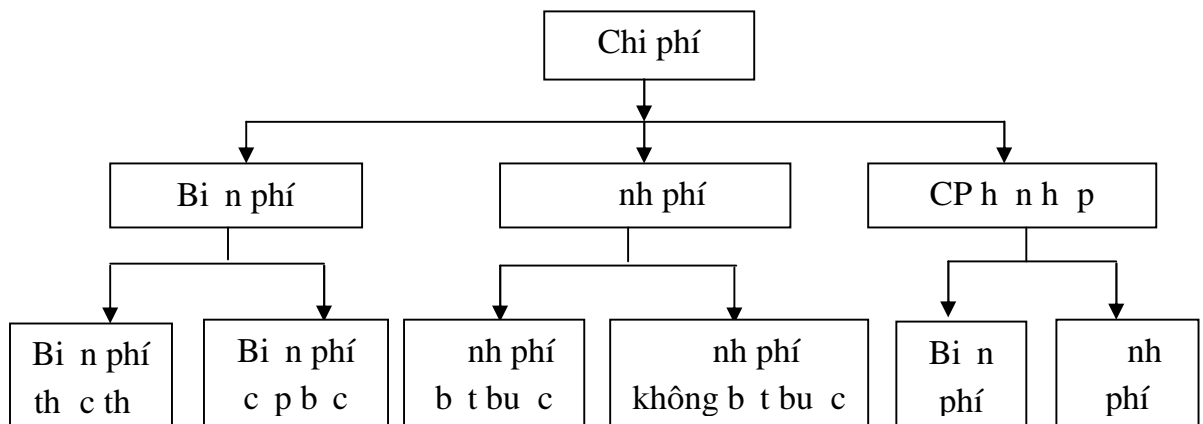 Chi phí
Bi n phí
nh phí
CP h n h p
Bi n phí
th c th
Bi n phí
c p b c
nh phí
b t bu c
nh phí
không b t bu c
Bi n
phí
nh
phí